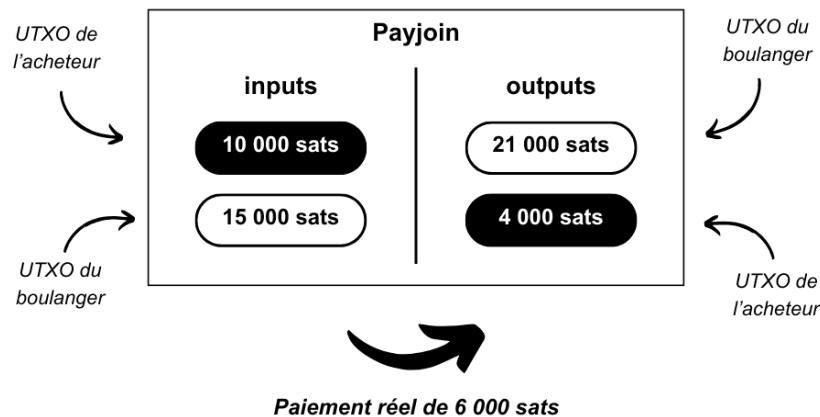 UTXO de
l'acheteur
Payjoin
UTXO du
boulanger
inputs
outputs
10 000 sats
21 000 sats
15 000 sats
4 000 sats
UTXO du
boulanger
UTXO de
l'acheteur
Paiement réel de 6 000 sats